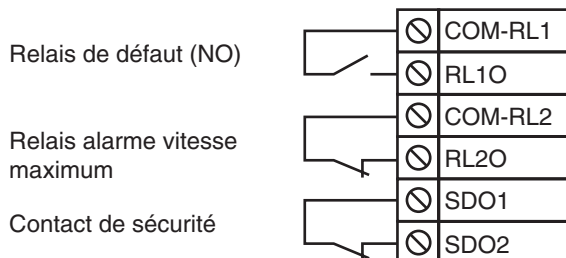 Relais de défaut (NO)
COM-RL1
RL1O
Relais alarme vitesse
maximum
COM-RL2
RL2O
Contact de sécurité
SDO1
SDO2